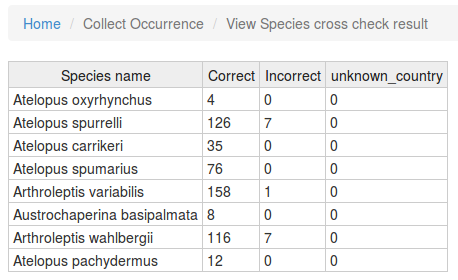 Home / Collect Occurrence / View Species cross check result
Species name Correct Incorrect unknown_country
Atelopus oxyrhynchus 4 0 0
Atelopus spurrelli 126 7 0
Atelopus carrikeri 35 0 0
Atelopus spumarius 76 0 0
Arthroleptis variabilis 158 1 0
Austrochaperina basipalmata 8 0 0
Arthroleptis wahlbergii 116 7 0
Atelopus pachydermus 12 0 0